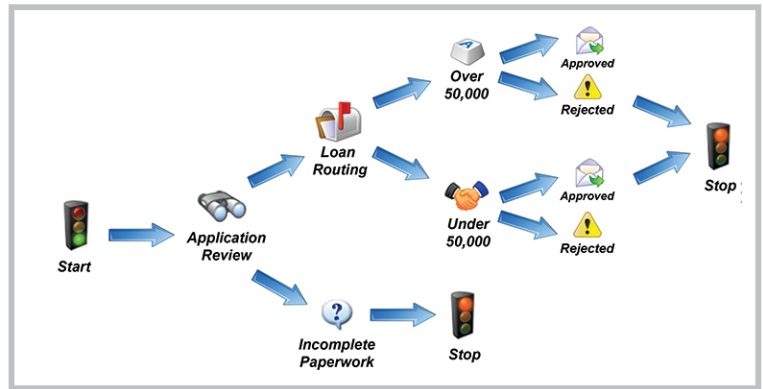 Start
Application
Review
Loan
Routing
Over
50,000
A
Approved
Rejected
Under
50,000
Approved
Rejected
Stop
Incomplete
Paperwork
?
Stop